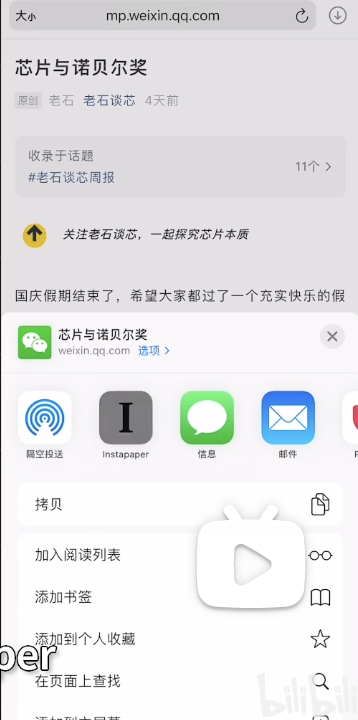 大小 mp.weixin.qq.com
芯片与诺贝尔奖
原创 老石 老石谈芯 4天前
收录于话题
#老石谈芯周报
11个
关注老石谈芯，一起探究芯片本质
国庆假期结束了，希望大家都过了一个充实快乐的假
芯片与诺贝尔奖
weixin.qq.com 选项
隔空投送 Instapaper 信息 邮件
拷贝
加入阅读列表
添加书签
添加到个人收藏
per
在页面上查找
bilibili